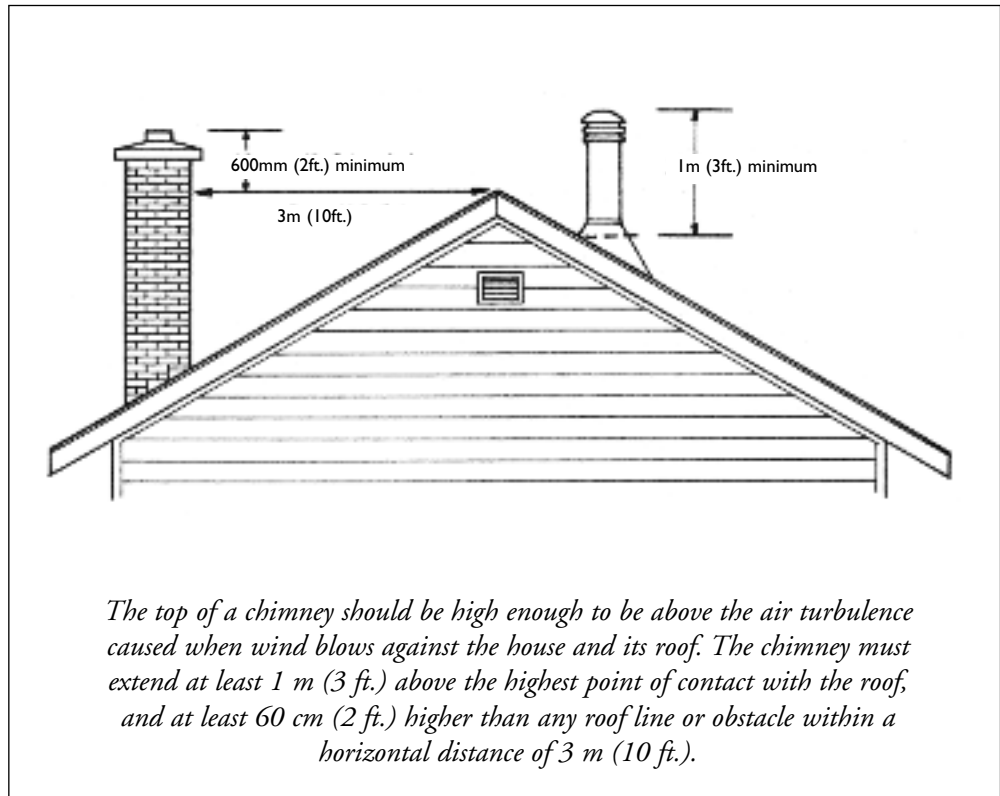 600mm (2ft.) minimum
3m (10ft.)
1m (3ft.) minimum
The top of a chimney should be high enough to be above the air turbulence
caused when wind blows against the house and its roof. The chimney must
extend at least 1 m (3 ft.) above the highest point of contact with the roof,
and at least 60 cm (2 ft.) higher than any roof line or obstacle within a
horizontal distance of 3 m (10 ft.).